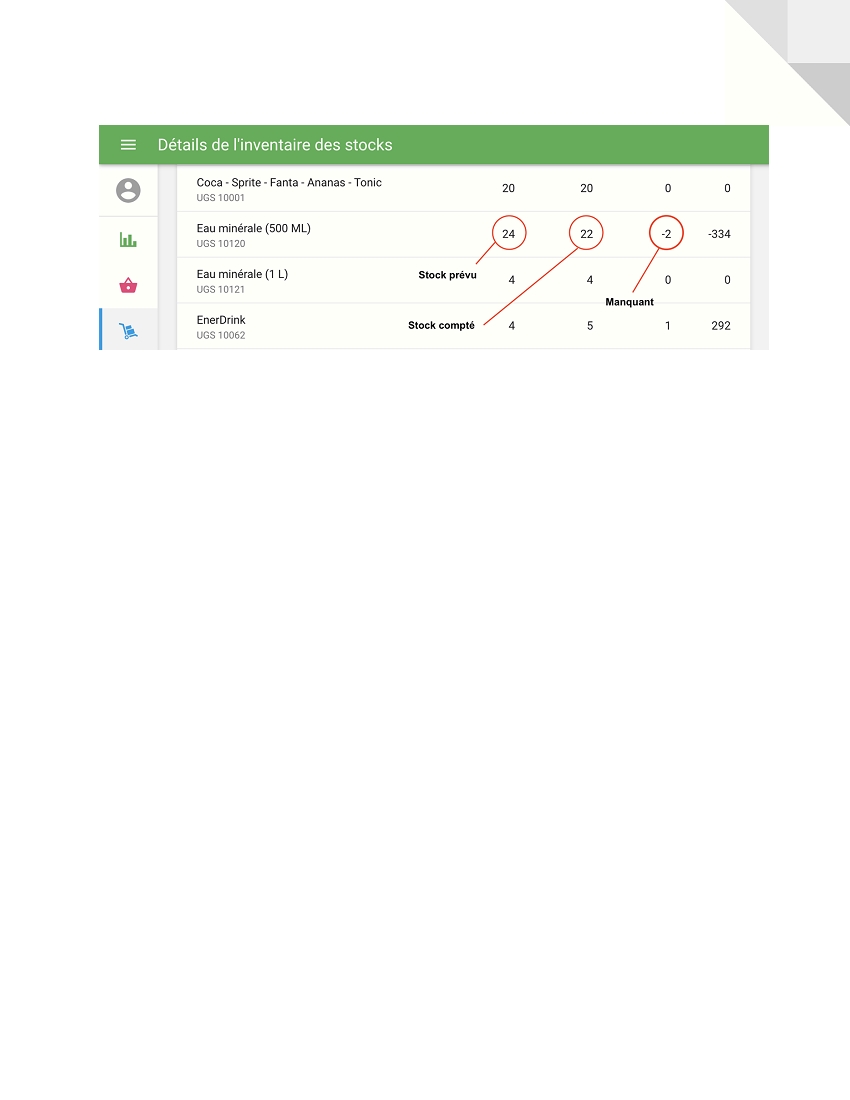 Détails de l'inventaire des stocks
Coca - Sprite - Fanta - Ananas - Tonic 20 20 0 0
UGS 10001
Eau minérale (500 ML) 24 22 -2 -334
UGS 10120
Stock prévu
Eau minérale (1 L) 4 4 0 0
UGS 10121
Manquant
EnerDrink 4 5 1 292
UGS 10062
Stock compté